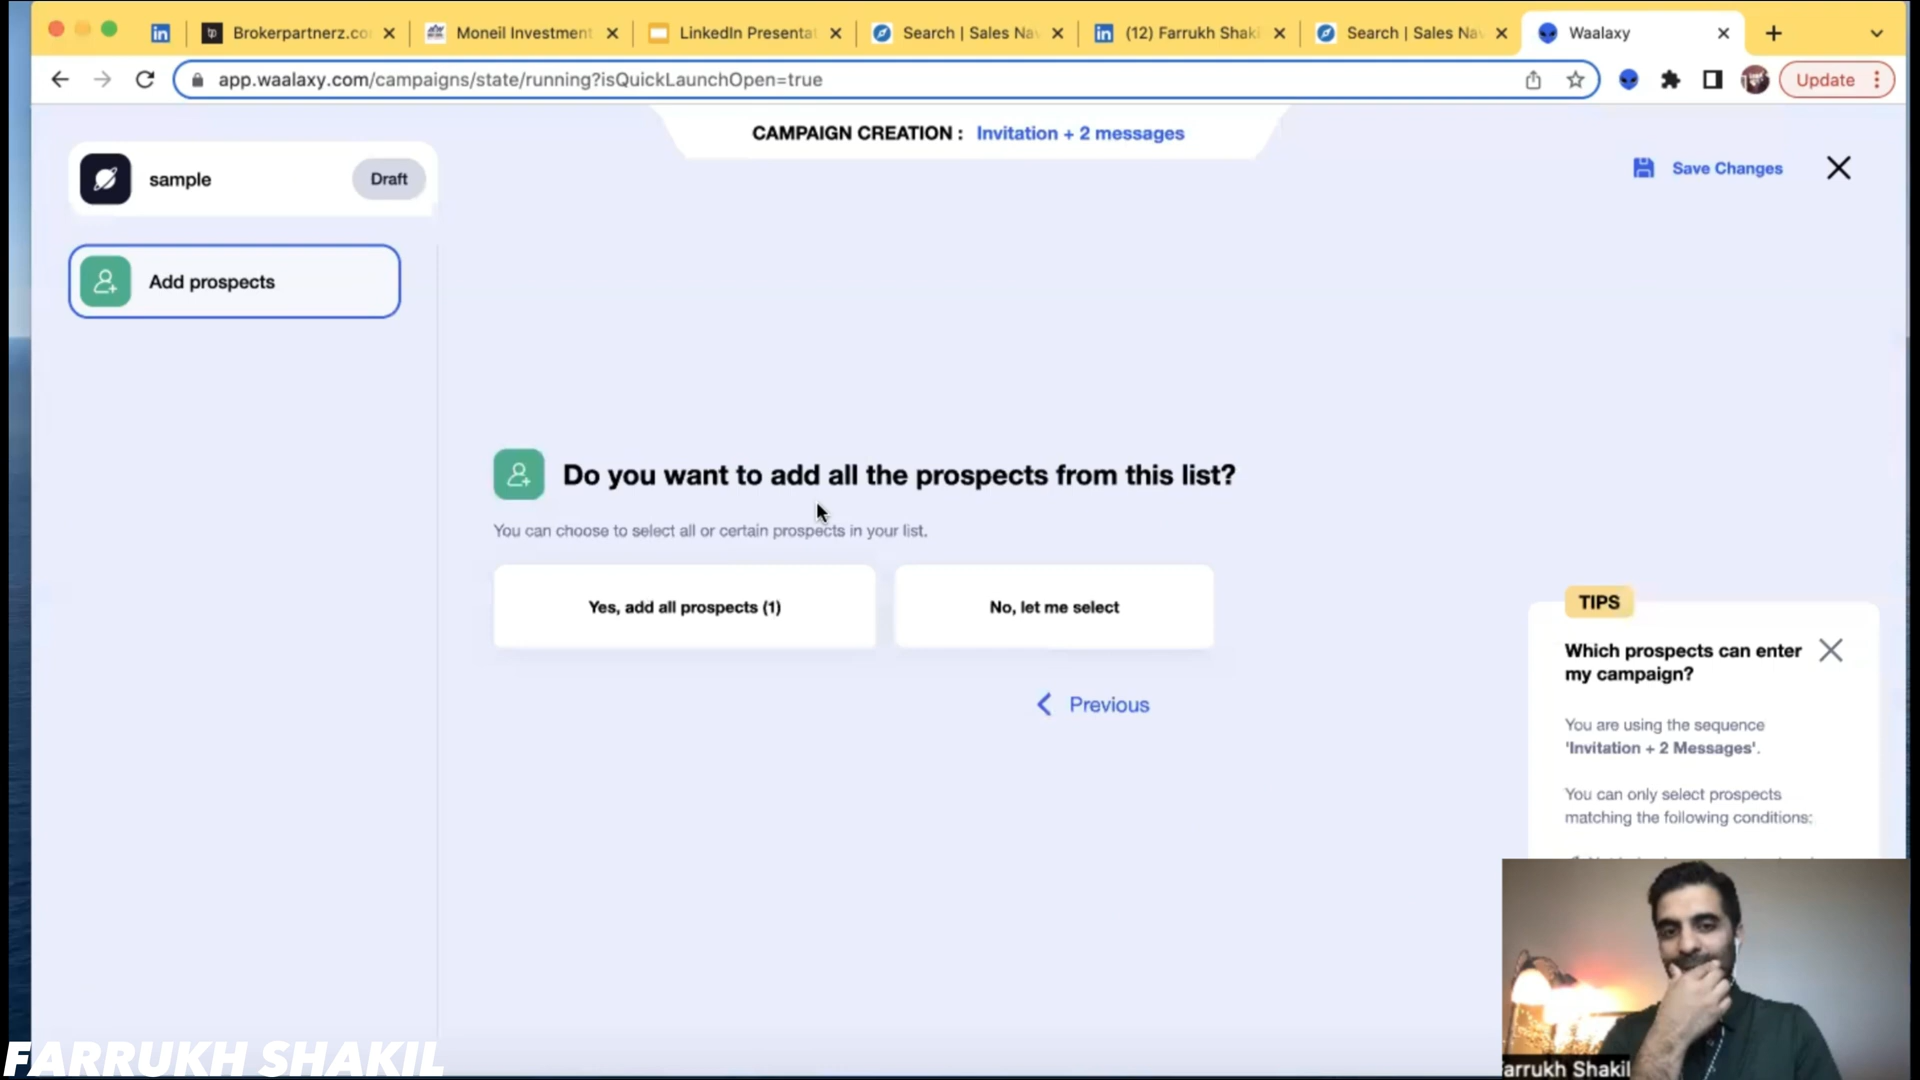 Brokerpartnerz.co
Moneil Investment
LinkedIn Presenta
Search | Sales Na
(12) Farrukh Shak
Search | Sales Na
Waalaxy
app.waalaxy.com/campaigns/state/running?isQuickLaunchOpen=true
Update
CAMPAIGN CREATION : Invitation + 2 messages
sample
Draft
Save Changes
Add prospects
Do you want to add all the prospects from this list?
You can choose to select all or certain prospects in your list.
Yes, add all prospects (1)
No, let me select
Previous
TIPS
Which prospects can enter
my campaign?
You are using the sequence
'Invitation + 2 Messages'.
You can only select prospects
matching the following conditions:
FARRUKH SHAKIL
arrukh Shakil